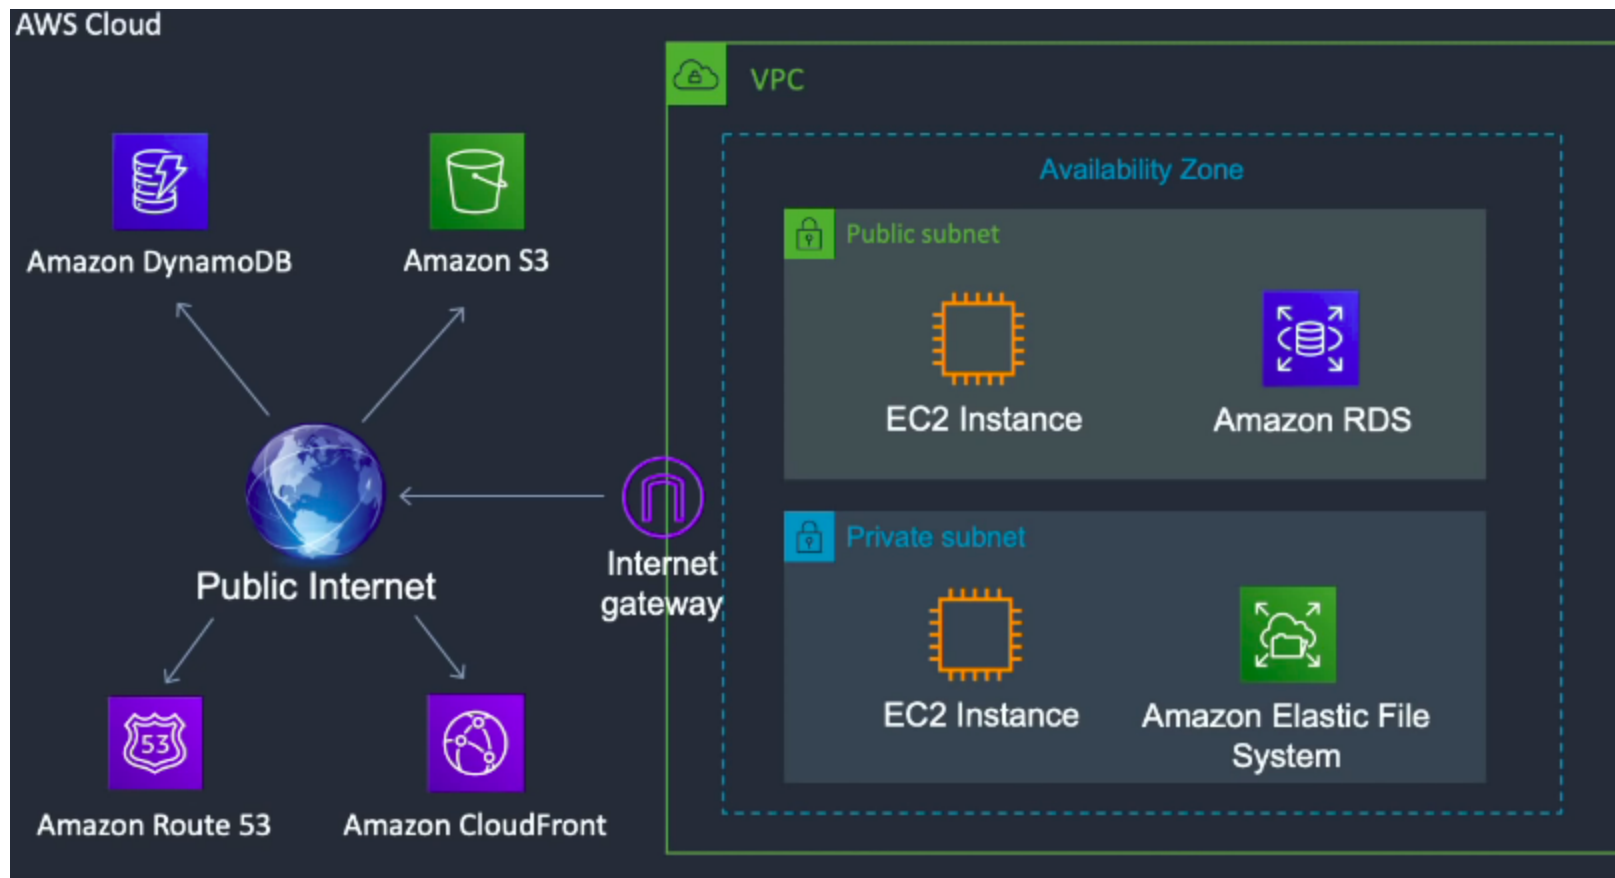 AWS Cloud
VPC
Availability Zone
Amazon DynamoDB
Amazon S3
Public subnet
EC2 Instance
Amazon RDS
Public Internet
Internet
gateway
Private subnet
EC2 Instance
Amazon Elastic File
System
53
Amazon Route 53
Amazon CloudFront